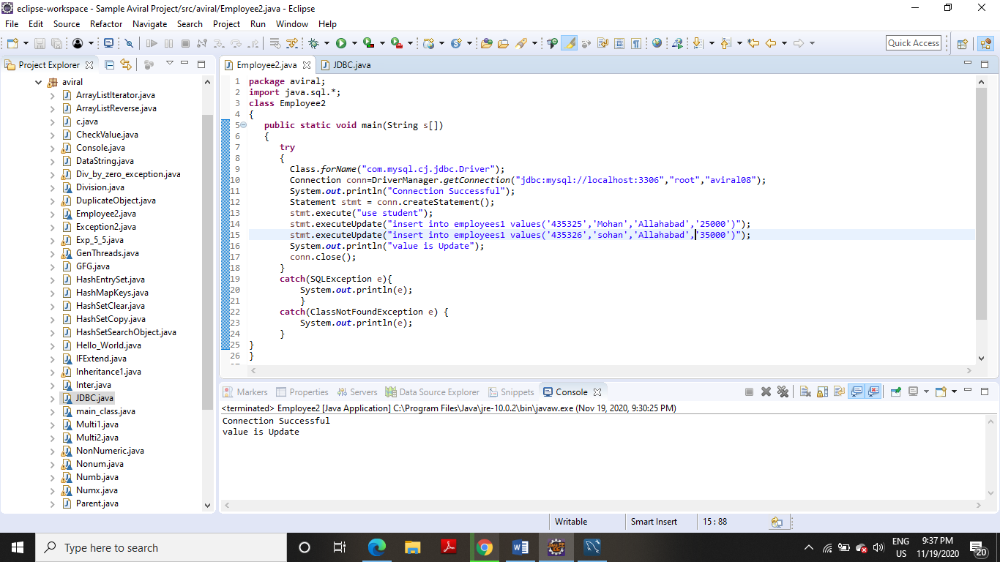 eclipse-workspace - Sample Aviral Project/src/aviral/Employee2.java - Eclipse
File Edit Source Refactor Navigate Search Project Run Window Help
Quick Access
Project Explorer
aviral
ArrayListIterator.java
ArrayListReverse.java
c.java
CheckValue.java
Console.java
DataString.java
Div_by_zero_exception.java
Division.java
DuplicateObject.java
Employee2.java
Exception2.java
Exp_5_5.java
GenThreads.java
GFG.java
HashEntrySet.java
HashMapKeys.java
HashSetClear.java
HashSetCopy.java
HashSetSearchObject.java
Hello_World.java
IFExtend.java
Inheritance1.java
Inter.java
JDBC.java
main_class.java
Multi1.java
Multi2.java
NonNumeric.java
Nonum.java
Numb.java
Numx.java
Parent.java
Employee2.java JDBC.java
1 package aviral;
2 import java.sql.*;
3 class Employee2
4 {
5 public static void main(String s[])
6 {
7 try
8 {
9 Class.forName("com.mysql.cj.jdbc.Driver");
10 Connection conn=DriverManager.getConnection("jdbc:mysql://localhost:3306","root","aviral08");
11 System.out.println("Connection Successful");
12 Statement stmt = conn.createStatement();
13 stmt.execute("use student");
14 stmt.executeUpdate("insert into employees1 values('435325','Mohan','Allahabad','25000')");
15 stmt.executeUpdate("insert into employees1 values('435326','sohan','Allahabad','35000')");
16 System.out.println("value is Update");
17 conn.close();
18 }
19 catch(SQLException e){
20 System.out.println(e);
21 }
22 catch(ClassNotFoundException e) {
23 System.out.println(e);
24 }
25 }
26 }
Markers Properties Servers Data Source Explorer Snippets Console
<terminated> Employee2 [Java Application] C:\Program Files\Java\jre-10.0.2\bin\javaw.exe (Nov 19, 2020, 9:30:25 PM)
Connection Successful
value is Update
Writable Smart Insert 15 : 88
Type here to search
ENG 9:37 PM
US 11/19/2020
20